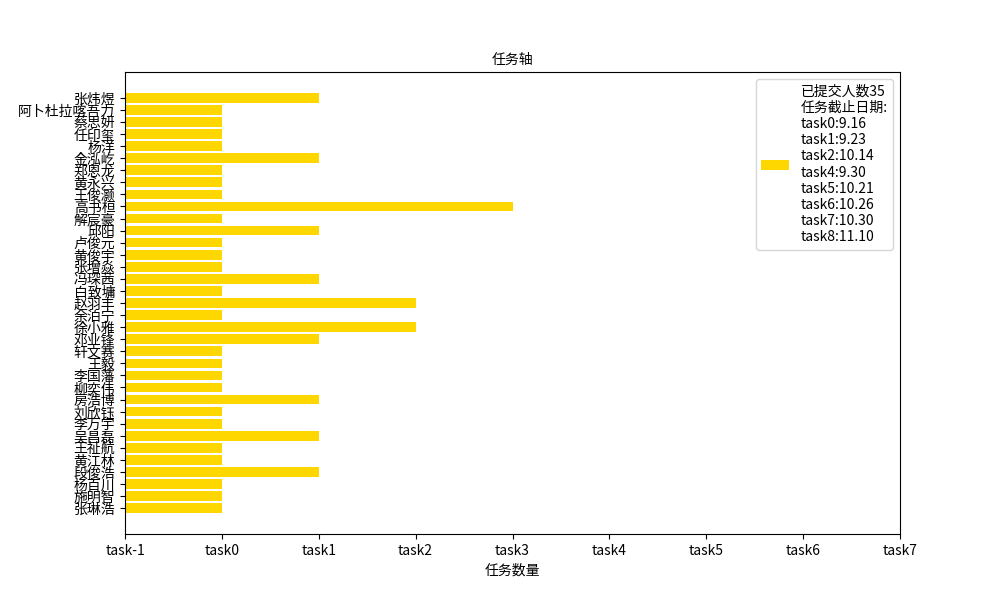 任务轴
张炜煜
阿卜杜拉喀吾力
蔡思妍
任印玺
杨洋
金泓屹
郑恩龙
黄永兴
王俊灏
高书桓
解宸豪
邱阳
卢俊元
黄俊宇
张增焱
冯琛茜
白致墉
赵羽丰
余泊宁
徐小雅
邓业锋
轩文赛
王毅
李国藩
柳奕伟
房浩博
刘欣钰
李万宇
吴昌磊
王祉航
黄江林
段俊浩
杨百川
施明智
张琳浩
已提交人数35
任务截止日期:
task0:9.16
task1:9.23
task2:10.14
task4:9.30
task5:10.21
task6:10.26
task7:10.30
task8:11.10
task-1 task0 task1 task2 task3 task4 task5 task6 task7
任务数量